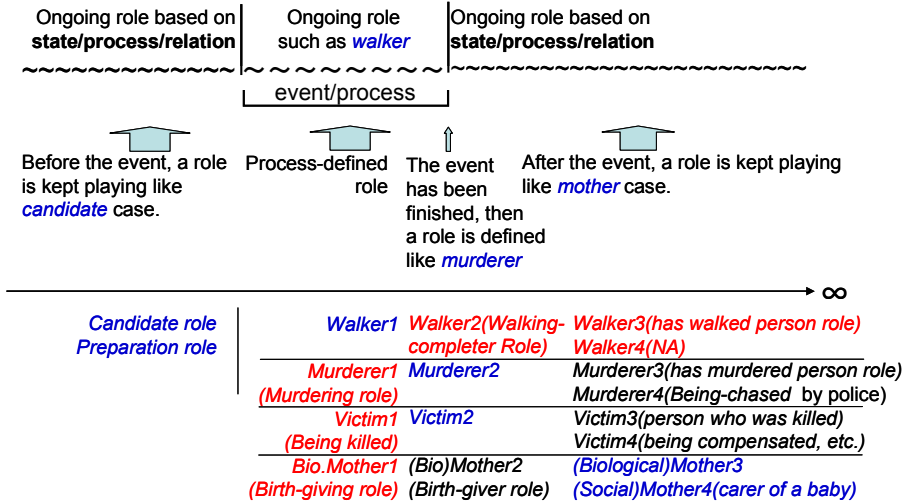 Ongoing role based on
state/process/relation
Ongoing role
such as walker
Ongoing role based on
state/process/relation
~~~~~~~~~~~~~ ~ ~ ~ ~ ~ ~ ~ ~ ~~~~~~~~~~~~~~~~~~~~~~
event/process
Before the event, a role
is kept playing like
candidate case.
Process-defined
role
The event
has been
finished, then
a role is defined
like murderer
After the event, a role is kept playing
like mother case.
∞
Candidate role
Preparation role
Walker1
Walker2(Walking-
completer Role)
Walker3(has walked person role)
Walker4(NA)
Murderer1
(Murdering role)
Murderer2
Murderer3(has murdered person role)
Murderer4(Being-chased by police)
Victim1
(Being killed)
Victim2
Victim3(person who was killed)
Victim4(being compensated, etc.)
Bio.Mother1
(Birth-giving role)
(Bio)Mother2
(Birth-giver role)
(Biological)Mother3
(Social)Mother4(carer of a baby)